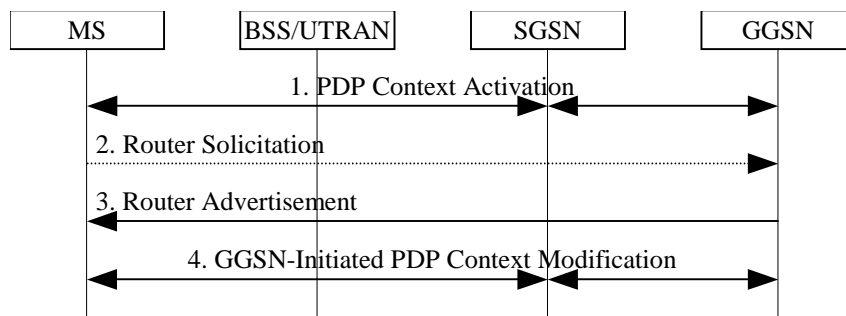 MS BSS/UTRAN SGSN GGSN
1. PDP Context Activation
2. Router Solicitation
3. Router Advertisement
4. GGSN-Initiated PDP Context Modification